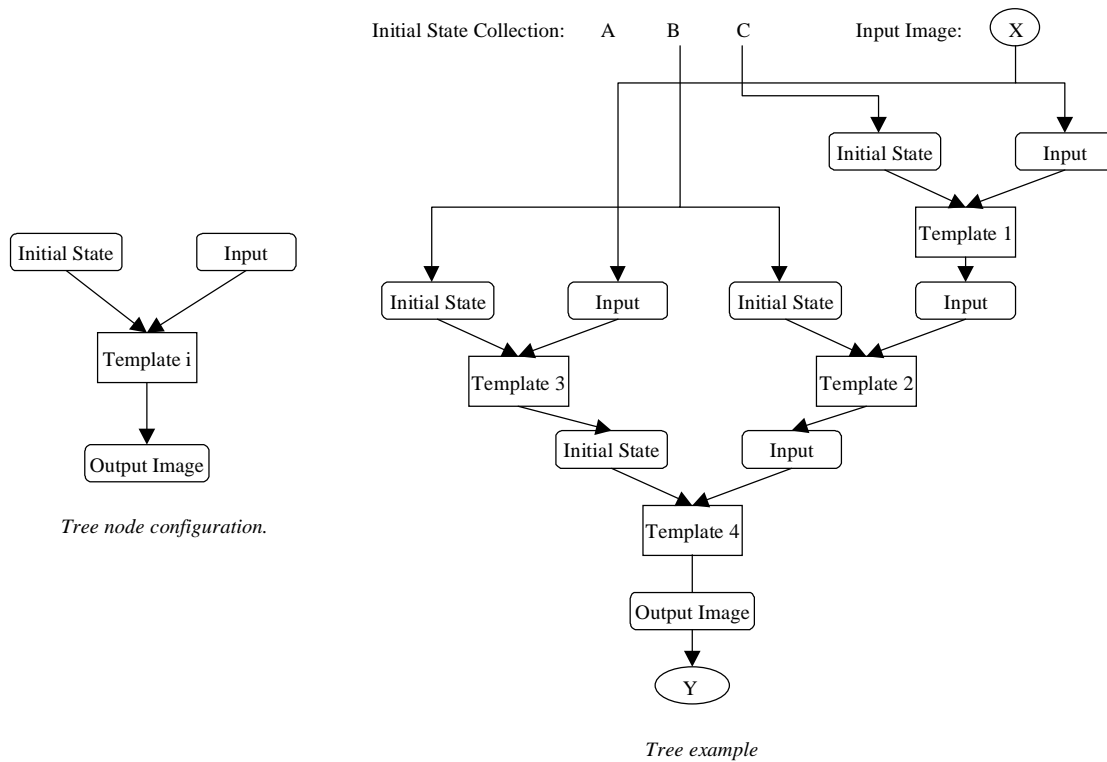 Initial State Collection: A B C Input Image: X
Initial State Input
Template 1
Initial State Input
Template i
Output Image
Tree node configuration.
Initial State Input Initial State Input
Template 3 Template 2
Initial State Input
Template 4
Output Image
Y
Tree example